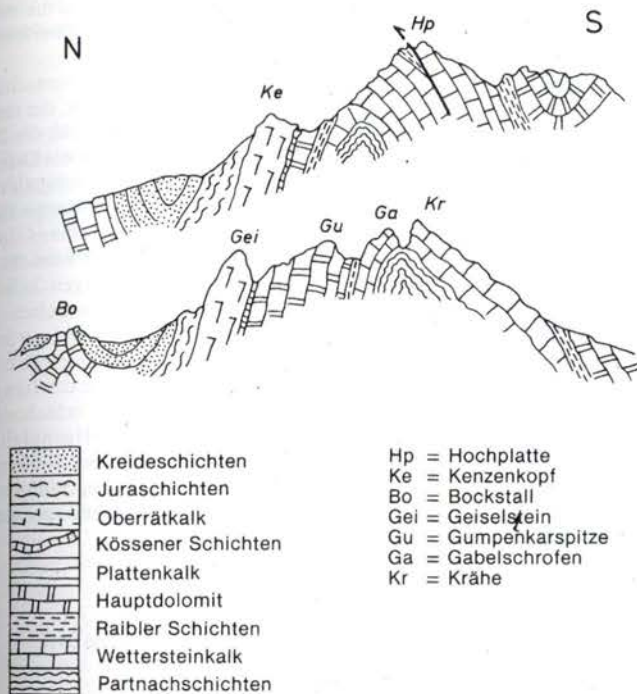 N
S
Hp
Ke
Kr
Ga
Gu
Gei
Bo
Kreideschichten
Juraschichten
Oberrätkalk
Kössener Schichten
Plattenkalk
Hauptdolomit
Raibler Schichten
Wettersteinkalk
Partnachschichten
Hp = Hochplatte
Ke = Kenzenkopf
Bo = Bockstall
Gei = Geiselstein
Gu = Gumpenkarspitze
Ga = Gabelschrofen
Kr = Krähe